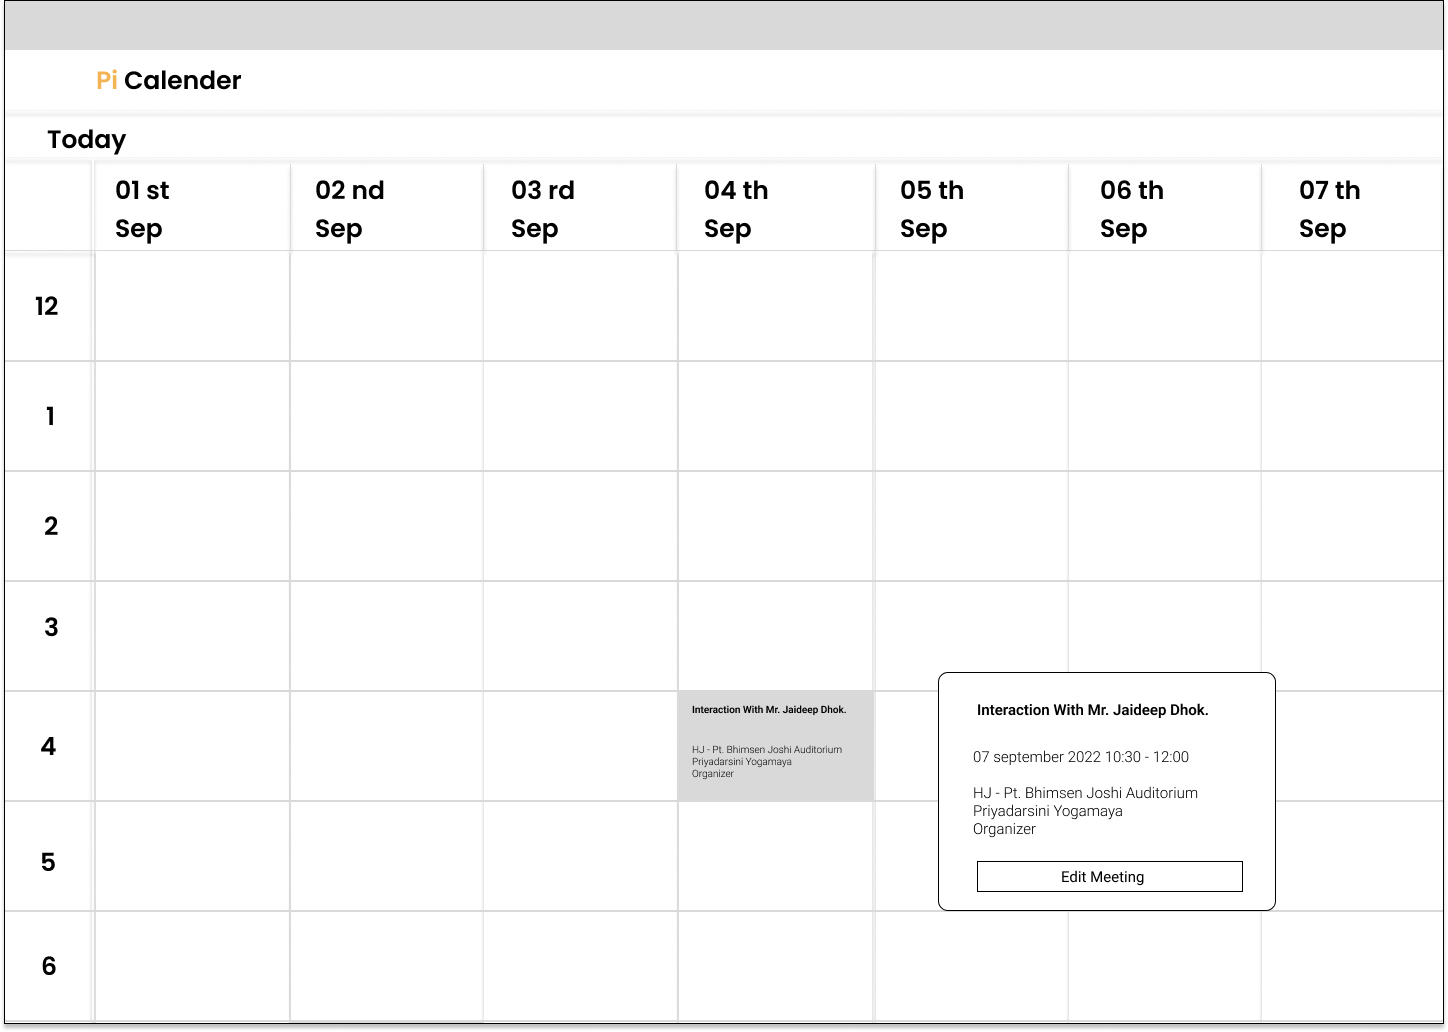 Pi Calender
Today
01 st
Sep
02 nd
Sep
03 rd
Sep
04 th
Sep
05 th
Sep
06 th
Sep
07 th
Sep
12
1
2
3
4
5
6
Interaction With Mr. Jaideep Dhok.
HJ - Pt. Bhimsen Joshi Auditorium
Priyadarsini Yogamaya
Organizer
Interaction With Mr. Jaideep Dhok.
07 september 2022 10:30 - 12:00
HJ - Pt. Bhimsen Joshi Auditorium
Priyadarsini Yogamaya
Organizer
Edit Meeting